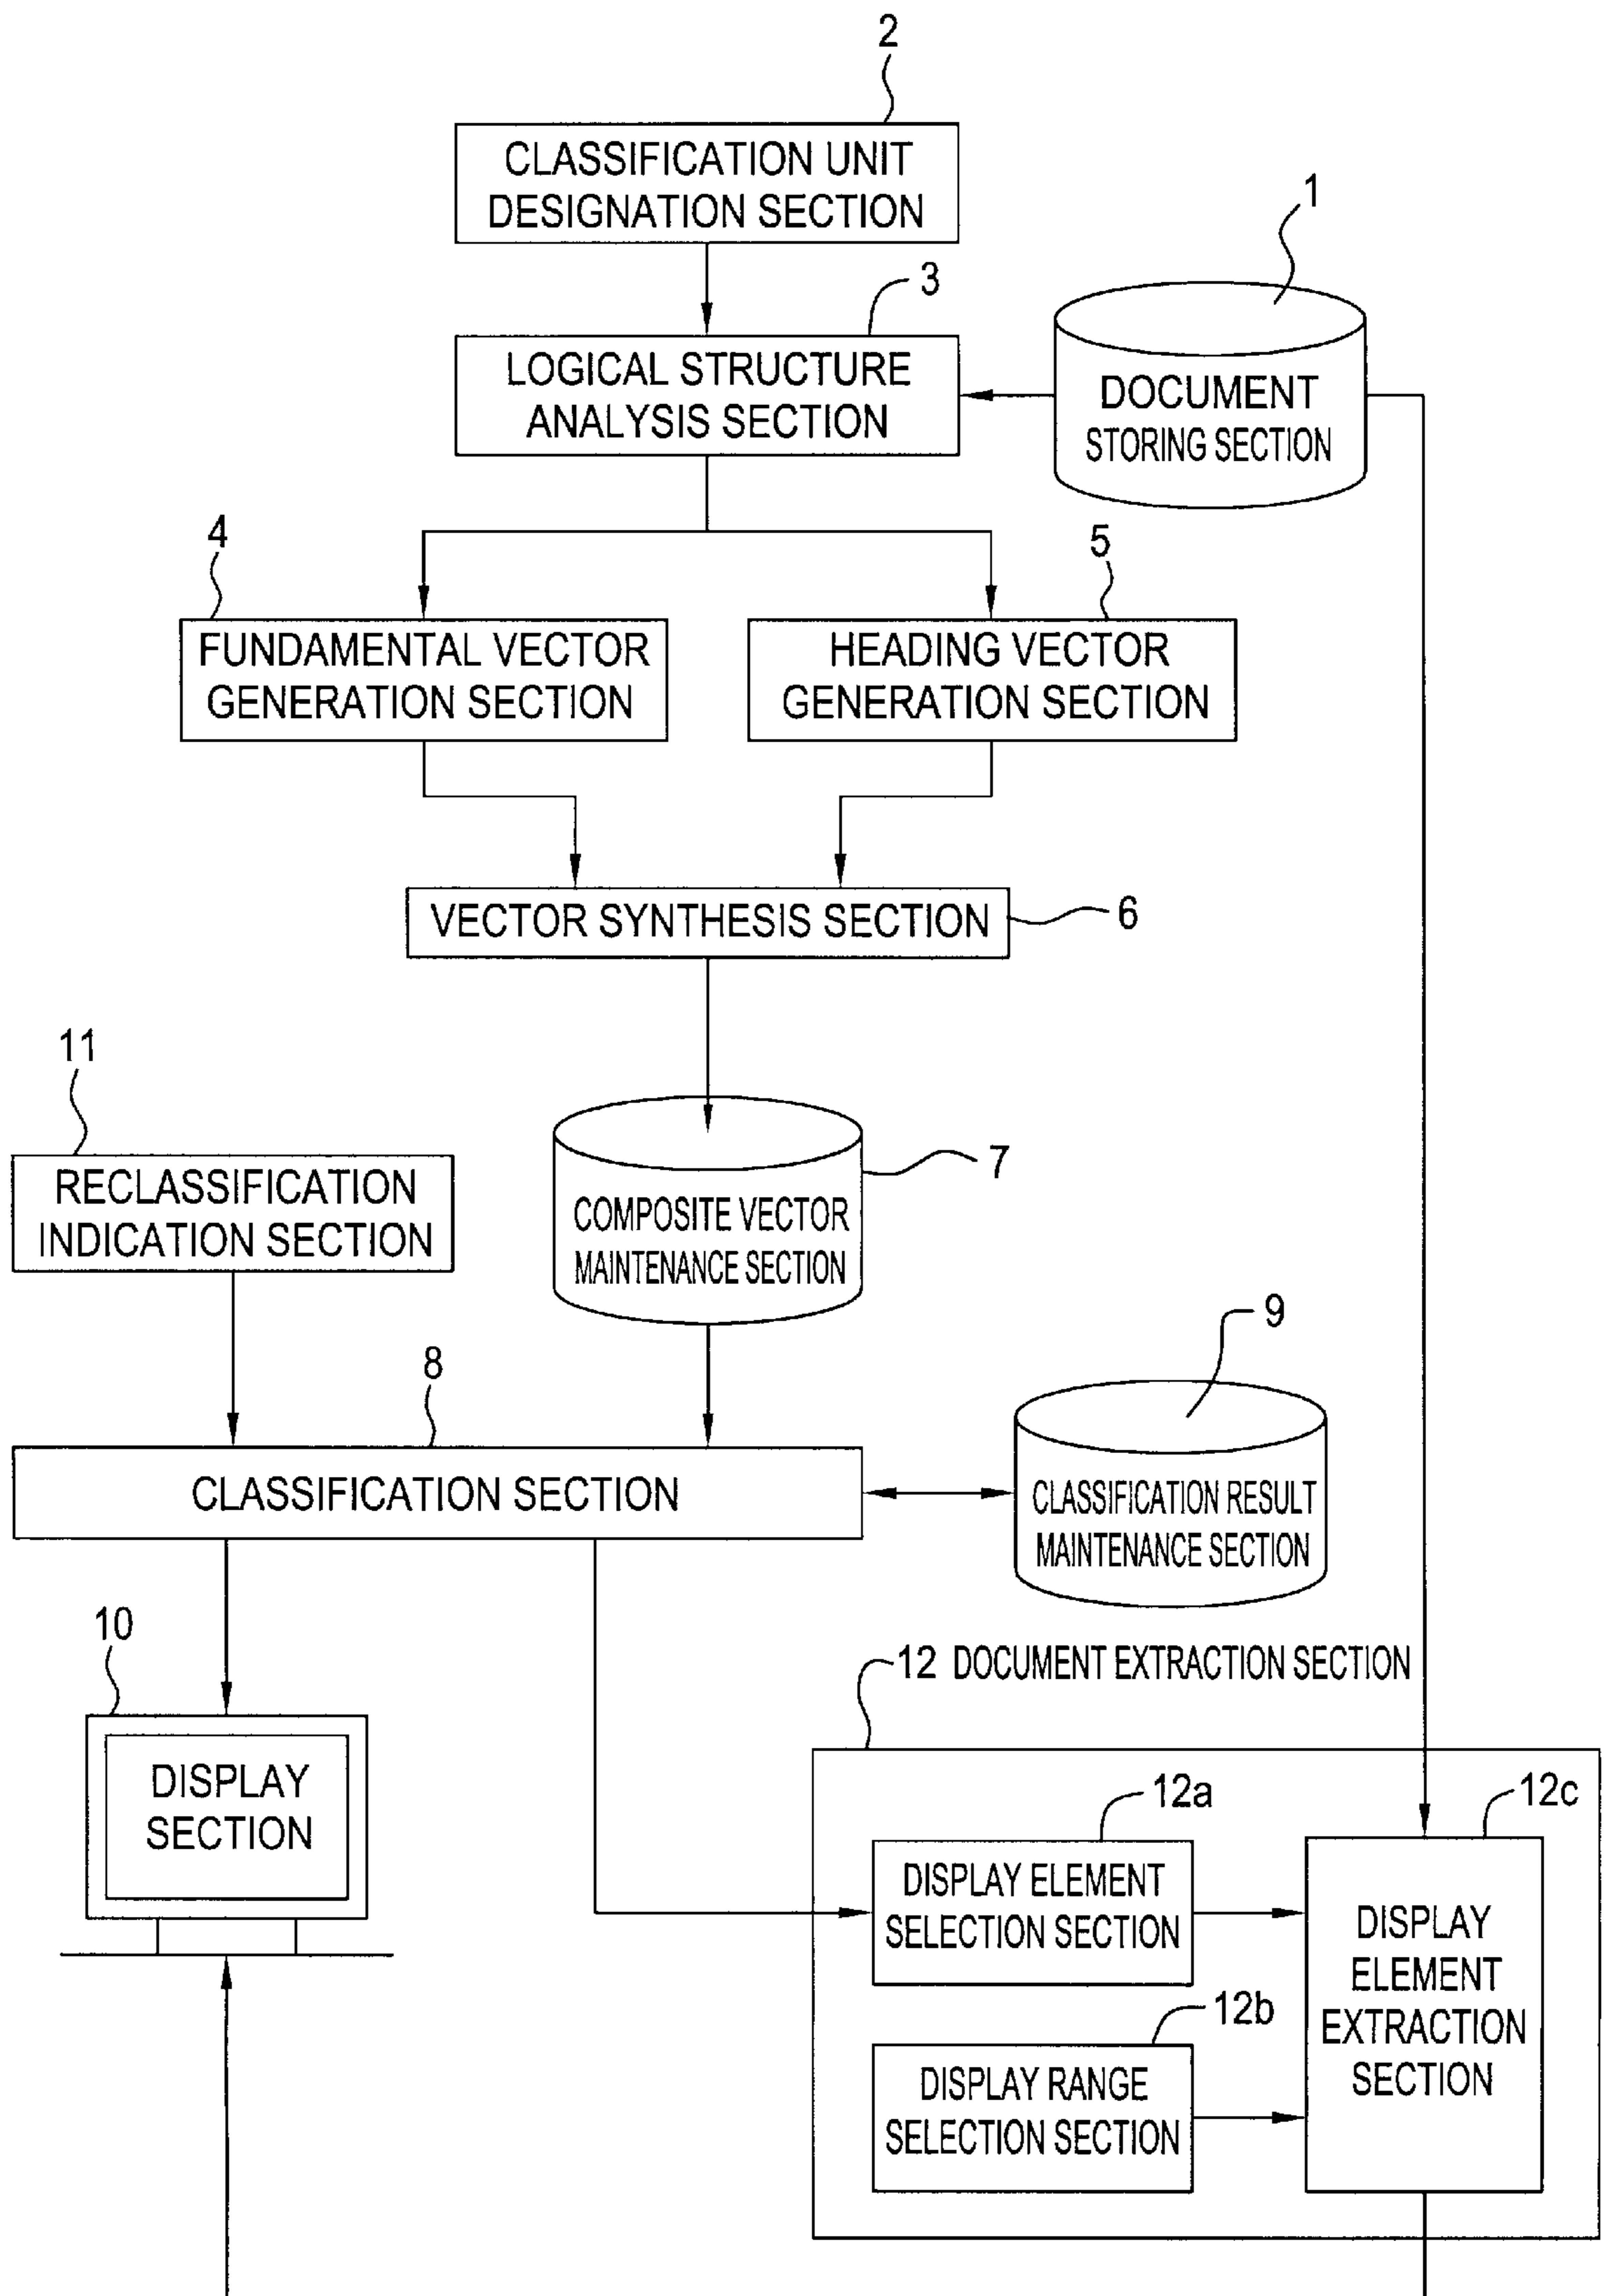 2
CLASSIFICATION UNIT
DESIGNATION SECTION
1
3
LOGICAL STRUCTURE
ANALYSIS SECTION
DOCUMENT
STORING SECTION
4
5
FUNDAMENTAL VECTOR
GENERATION SECTION
HEADING VECTOR
GENERATION SECTION
VECTOR SYNTHESIS SECTION
6
11
RECLASSIFICATION
INDICATION SECTION
7
COMPOSITE VECTOR
MAINTENANCE SECTION
9
8
CLASSIFICATION SECTION
CLASSIFICATION RESULT
MAINTENANCE SECTION
10
12 DOCUMENT EXTRACTION SECTION
DISPLAY
SECTION
12a
12c
DISPLAY ELEMENT
SELECTION SECTION
DISPLAY
ELEMENT
EXTRACTION
SECTION
12b
DISPLAY RANGE
SELECTION SECTION